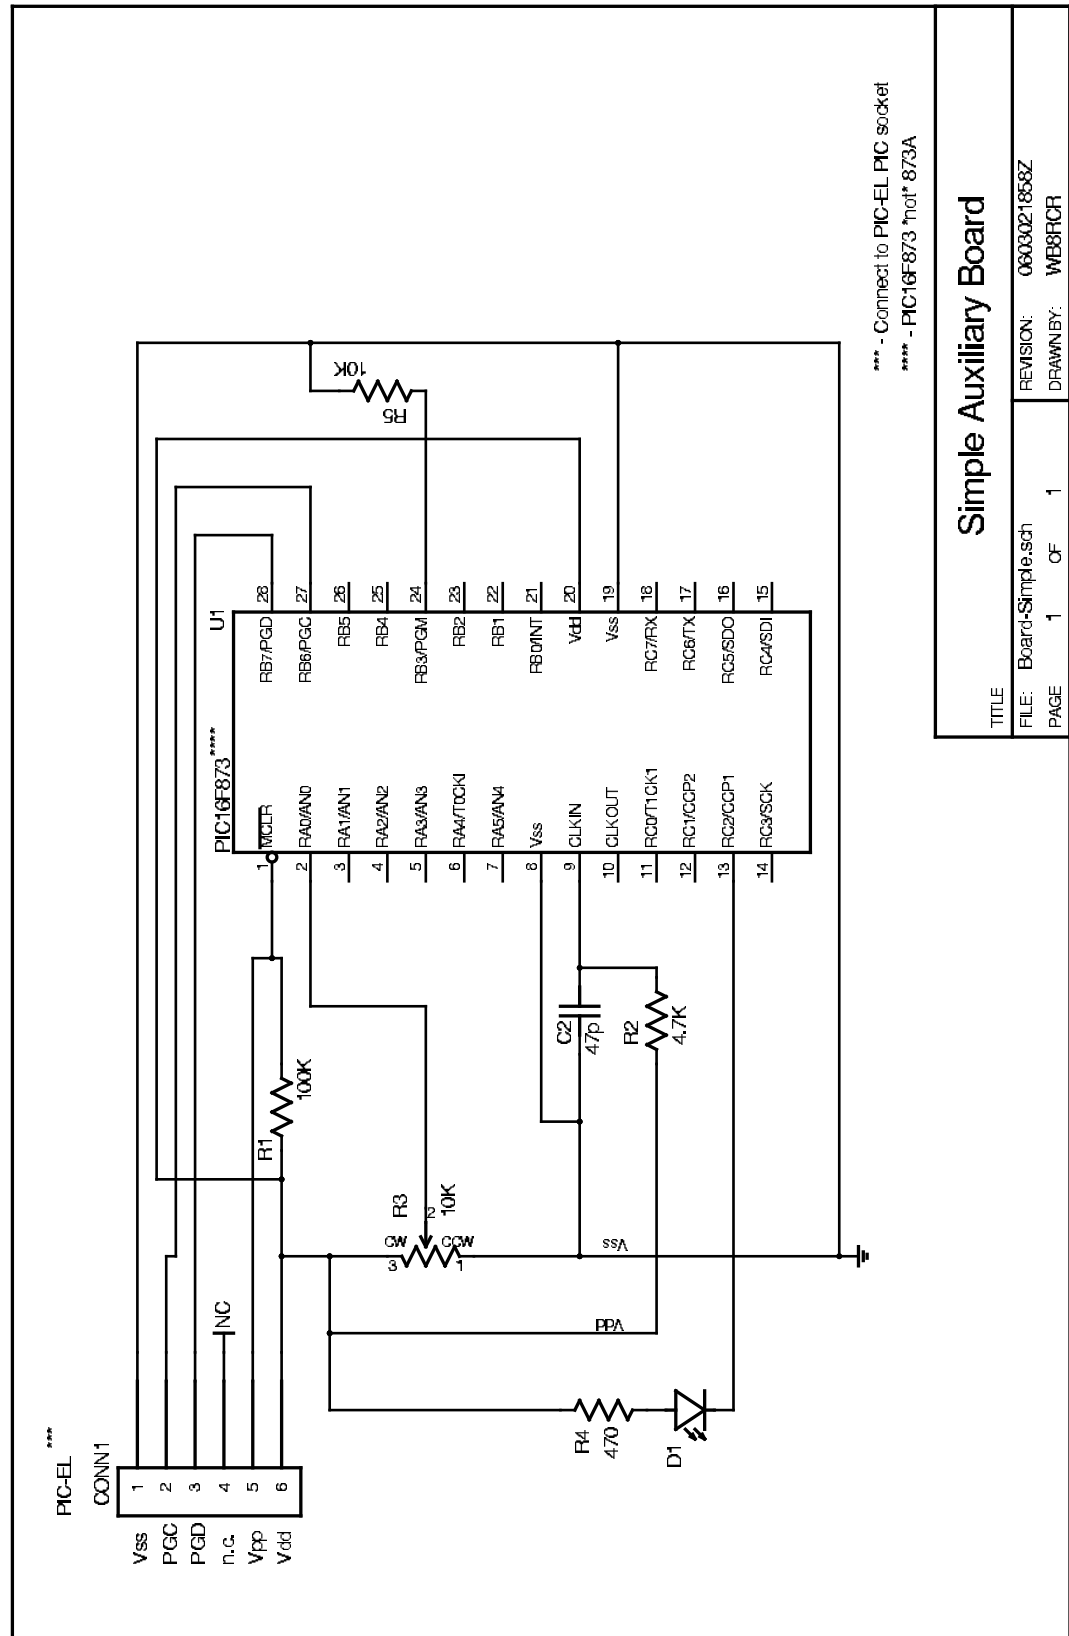 PIC-EL ***
CONN1
Vss 1
PGC 2
PGD 3
n.c. 4
Vpp 5
Vdd 6
NC
R1
100K
R3
10K
CW
CCW
3
2
1
Vss
Vdd
R4
470
D1
C2
47p
R2
4.7K
PIC16F873 ****
U1
1 MCLR
2 RA0/AN0
3 RA1/AN1
4 RA2/AN2
5 RA3/AN3
6 RA4/T0CKI
7 RA5/AN4
8 Vss
9 CLKIN
10 CLKOUT
11 RC0/T1CK1
12 RC1/CCP2
13 RC2/CCP1
14 RC3/SCK
RB7/PGD 28
RB6/PGC 27
RB5 26
RB4 25
RB3/PGM 24
RB2 23
RB1 22
RB0/INT 21
Vdd 20
Vss 19
RC7/RX 18
RC6/TX 17
RC5/SDO 16
RC4/SDI 15
R5
10K
*** - Connect to PIC-EL PIC socket
**** - PIC16F873 *not* 873A
TITLE
Simple Auxiliary Board
FILE: Board-Simple.sch
REVISION: 0603021858Z
PAGE 1 OF 1
DRAWN BY: WB8RCR